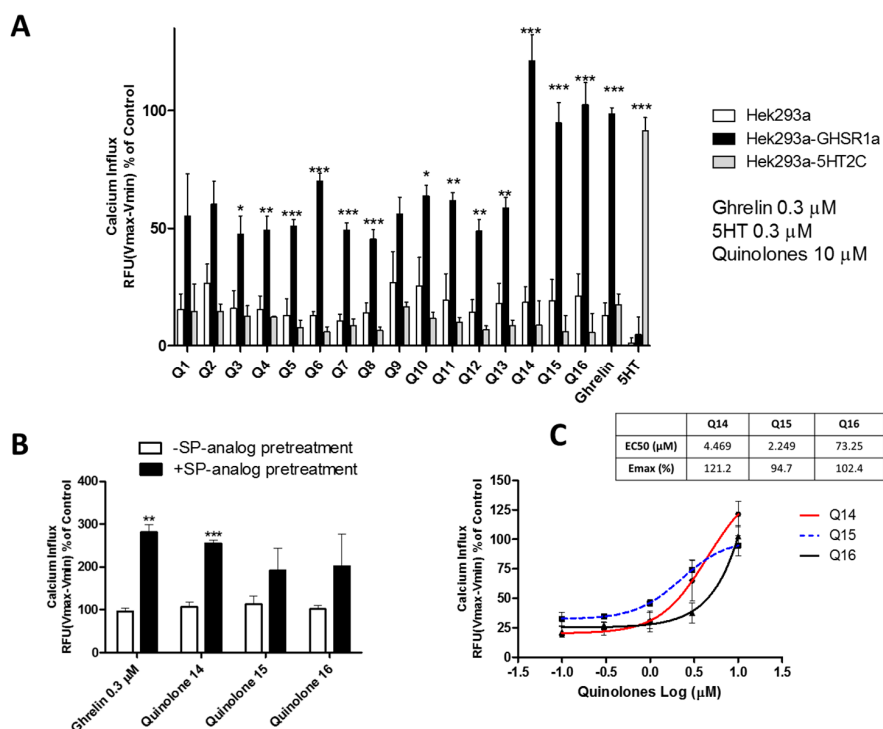 A
Calcium Influx
RFU(Vmax-Vmin) % of Control
100
50
0
***
***
***
***
***
***
***
***
***
**
*
**
**
**
*
Q1
Q2
Q3
Q4
Q5
Q6
Q7
Q8
Q9
Q10
Q11
Q12
Q13
Q14
Q15
Q16
Ghrelin
5HT
Hek293a
Hek293a-GHSR1a
Hek293a-5HT2C
Ghrelin 0.3 μM
5HT 0.3 μM
Quinolones 10 μM
B
-SP-analog pretreatment
+SP-analog pretreatment
Calcium Influx
RFU(Vmax-Vmin) % of Control
400
300
200
100
0
**
***
Ghrelin 0.3 μM
Quinolone 14
Quinolone 15
Quinolone 16
C
Q14 Q15 Q16
EC50 (μM) 4.469 2.249 73.25
Emax (%) 121.2 94.7 102.4
Calcium Influx
RFU(Vmax-Vmin) % of Control
150
125
100
75
50
25
0
-1.5 -1.0 -0.5 0.0 0.5 1.0 1.5
Quinolones Log (μM)
Q14
Q15
Q16